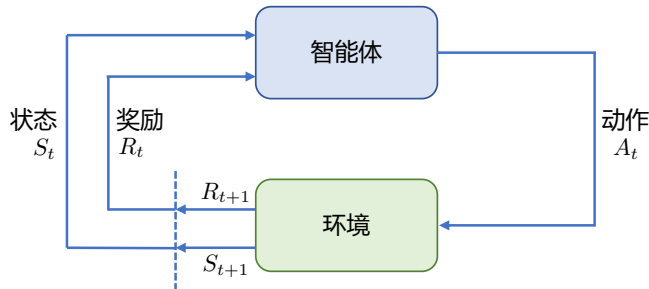 智能体
状态
S_t
奖励
R_t
动作
A_t
R_{t+1}
环境
S_{t+1}